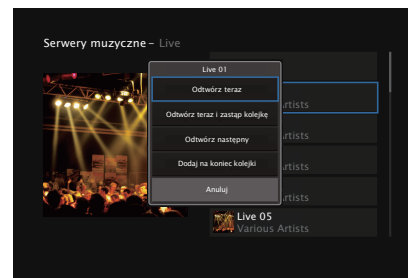 Serwery muzyczne – Live
Live 01
Odtwórz teraz
Odtwórz teraz i zastąp kolejkę
Odtwórz następny
Dodaj na koniec kolejki
Anuluj
Artists
Artists
Artists
Artists
Live 05
Various Artists